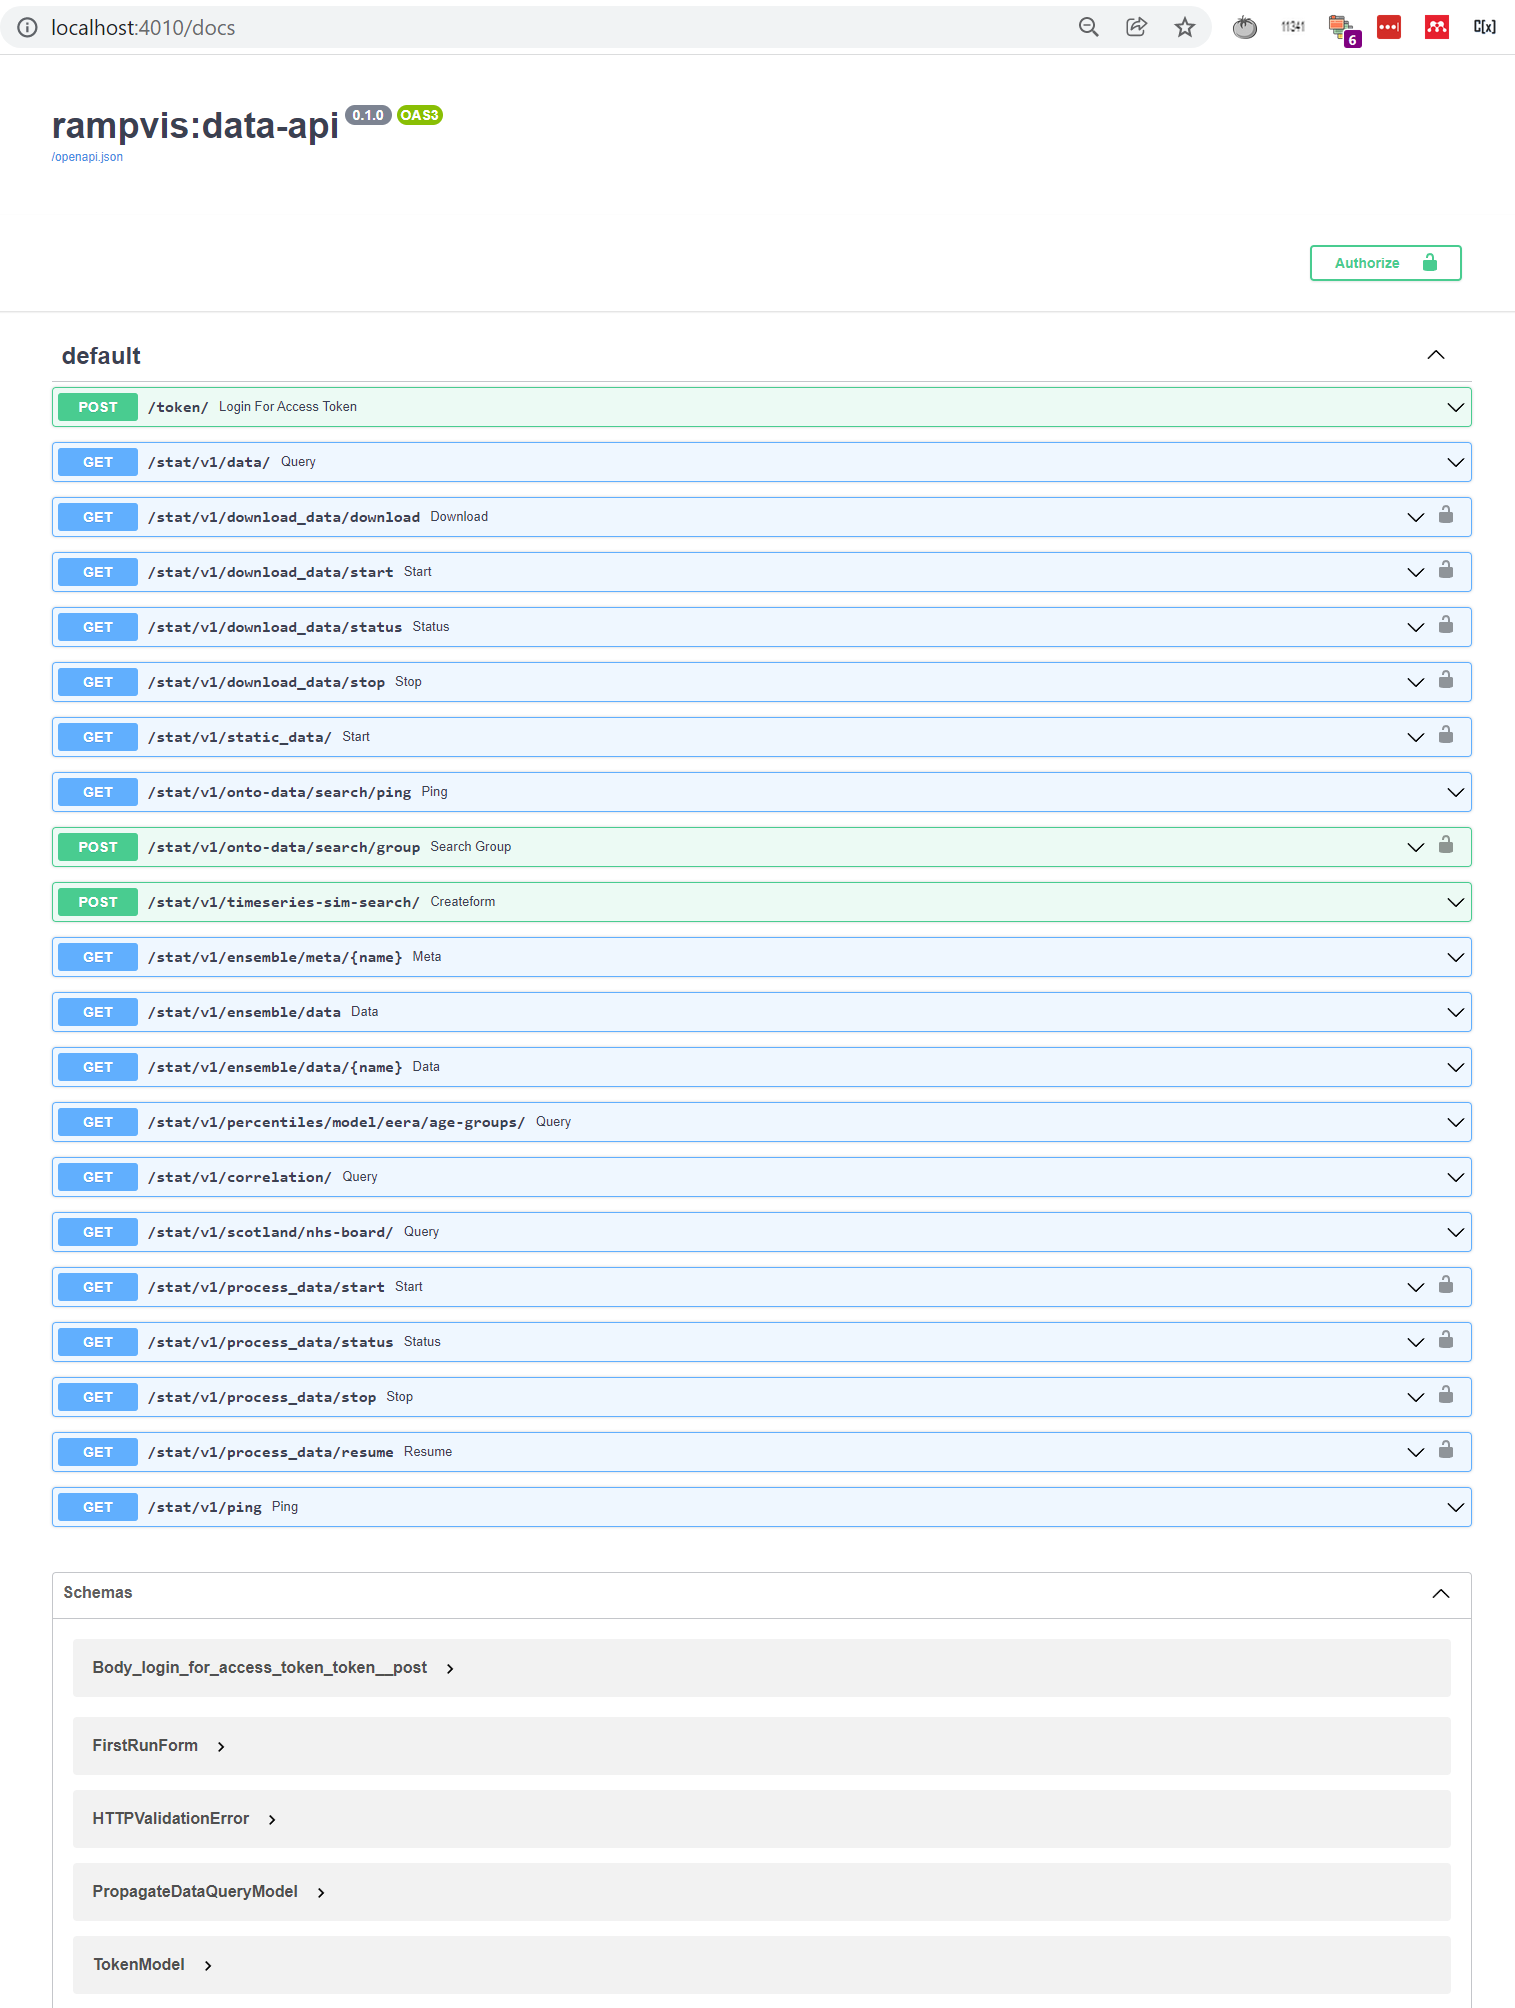 localhost:4010/docs
11341
6
C[x]
rampvis:data-api 0.1.0 OAS3
/openapi.json
Authorize
default
POST /token/ Login For Access Token
GET /stat/v1/data/ Query
GET /stat/v1/download_data/download Download
GET /stat/v1/download_data/start Start
GET /stat/v1/download_data/status Status
GET /stat/v1/download_data/stop Stop
GET /stat/v1/static_data/ Start
GET /stat/v1/onto-data/search/ping Ping
POST /stat/v1/onto-data/search/group Search Group
POST /stat/v1/timeseries-sim-search/ Createform
GET /stat/v1/ensemble/meta/{name} Meta
GET /stat/v1/ensemble/data Data
GET /stat/v1/ensemble/data/{name} Data
GET /stat/v1/percentiles/model/eera/age-groups/ Query
GET /stat/v1/correlation/ Query
GET /stat/v1/scotland/nhs-board/ Query
GET /stat/v1/process_data/start Start
GET /stat/v1/process_data/status Status
GET /stat/v1/process_data/stop Stop
GET /stat/v1/process_data/resume Resume
GET /stat/v1/ping Ping
Schemas
Body_login_for_access_token_token__post
FirstRunForm
HTTPValidationError
PropagateDataQueryModel
TokenModel